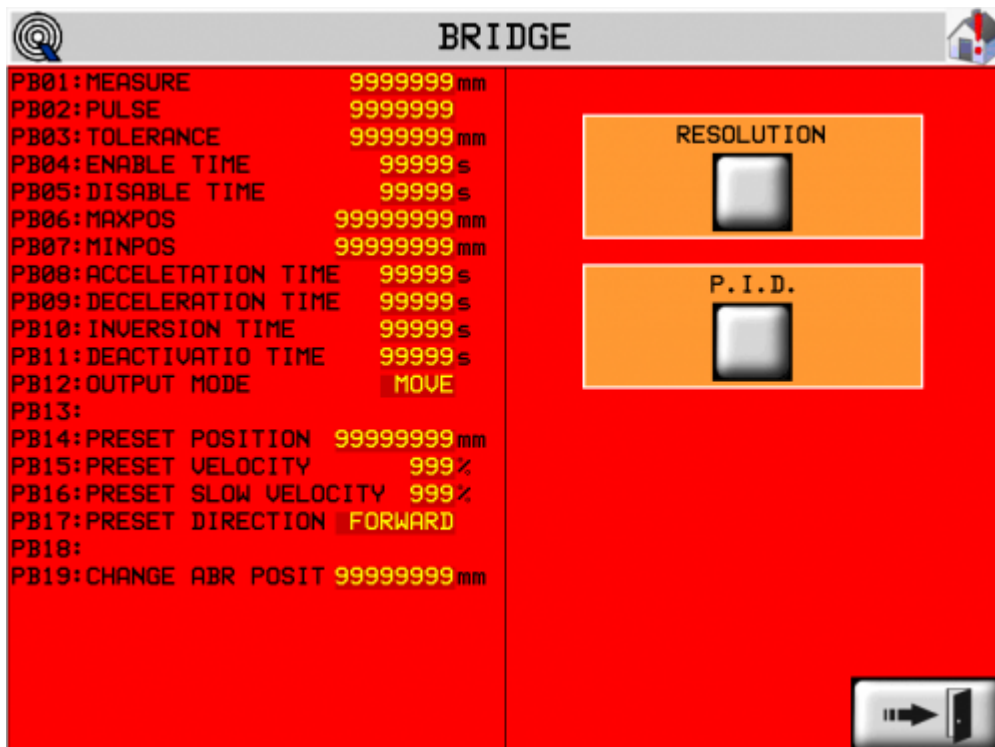 BRIDGE
PB01:MEASURE 9999999mm
PB02:PULSE 9999999
PB03:TOLERANCE 9999999mm
PB04:ENABLE TIME 99999s
PB05:DISABLE TIME 99999s
PB06:MAXPOS 99999999mm
PB07:MINPOS 99999999mm
PB08:ACCELETATION TIME 99999s
PB09:DECELERATION TIME 99999s
PB10:INVERSION TIME 99999s
PB11:DEACTIVATIO TIME 99999s
PB12:OUTPUT MODE MOVE
PB13:
PB14:PRESET POSITION 99999999mm
PB15:PRESET VELOCITY 999%
PB16:PRESET SLOW VELOCITY 999%
PB17:PRESET DIRECTION FORWARD
PB18:
PB19:CHANGE ABR POSIT 99999999mm
RESOLUTION
P.I.D.